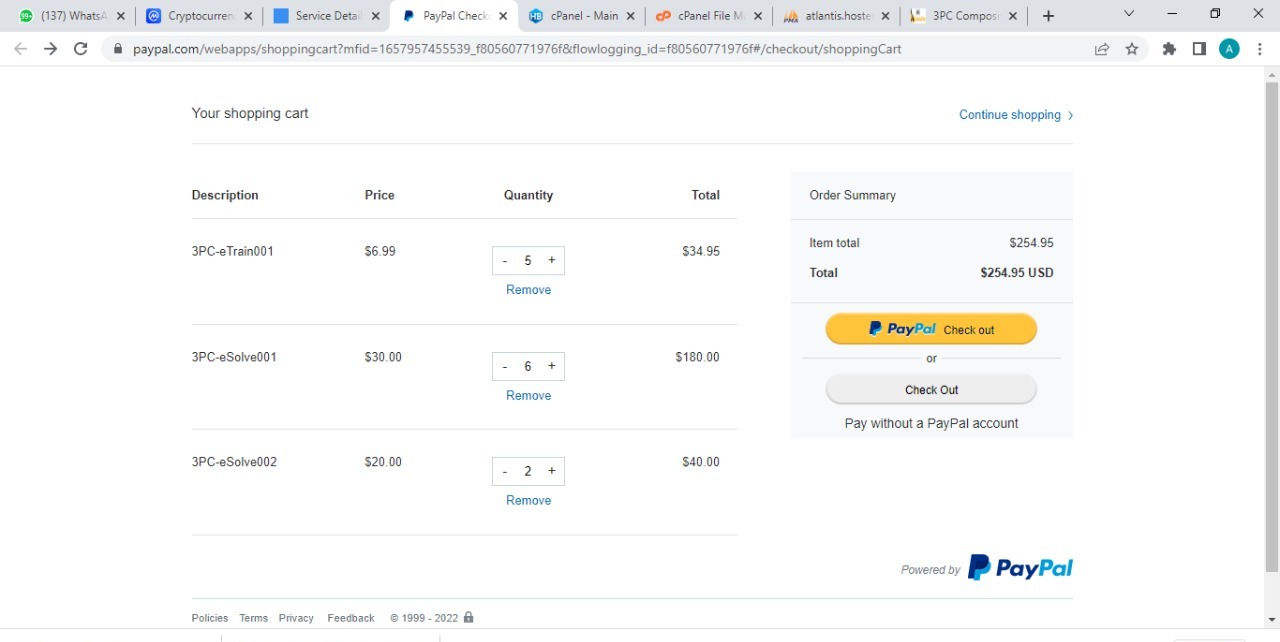 (137) WhatsA
Cryptocurren
Service Detai
PayPal Check
cPanel - Main
cPanel File M
atlantis.hoste
3PC Composi
A
paypal.com/webapps/shoppingcart?mfid=1657957455539_f80560771976f&flowlogging_id=f80560771976f#/checkout/shoppingCart
Your shopping cart
Continue shopping
Description Price Quantity Total
3PC-eTrain001 $6.99 - 5 + $34.95
Remove
3PC-eSolve001 $30.00 - 6 + $180.00
Remove
3PC-eSolve002 $20.00 - 2 + $40.00
Remove
Order Summary
Item total $254.95
Total $254.95 USD
PayPal Check out
or
Check Out
Pay without a PayPal account
Powered by PayPal
Policies Terms Privacy Feedback © 1999 - 2022